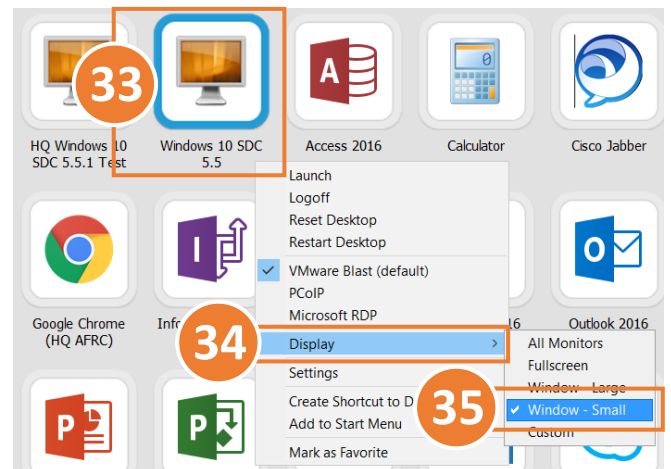 33
HQ Windows 10
SDC 5.5.1 Test
Windows 10 SDC
5.5
A
Access 2016
0
Calculator
Cisco Jabber
Launch
Logoff
Reset Desktop
Restart Desktop
VMware Blast (default)
PCoIP
Microsoft RDP
Google Chrome
(HQ AFRC)
I
Info
16
O
Outlook 2016
34
Display
All Monitors
Fullscreen
Window - Large
Window - Small
Custom
35
Settings
Create Shortcut to D
Add to Start Menu
Mark as Favorite
P
P